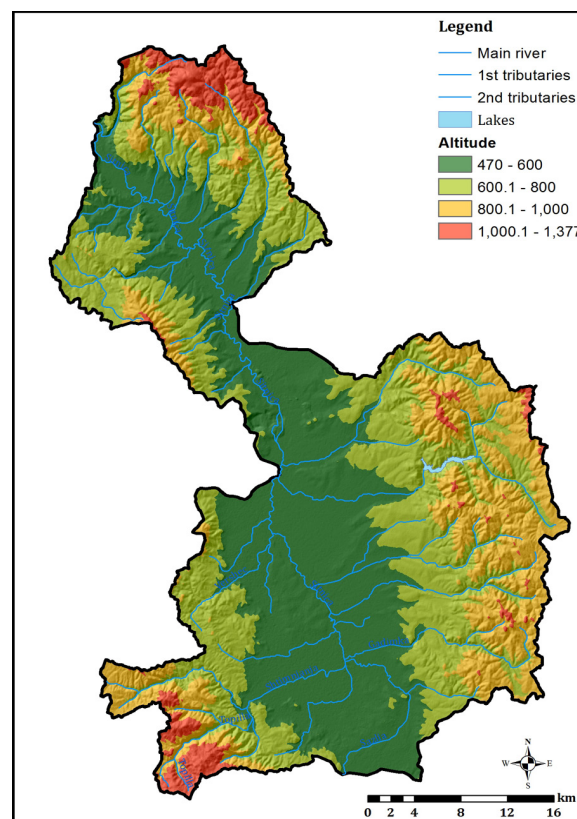 Legend
Main river
1st tributaries
2nd tributaries
Lakes
Altitude
470 - 600
600.1 - 800
800.1 - 1,000
1,000.1 - 1,377
N
W E
S
km
0 2 4 8 12 16